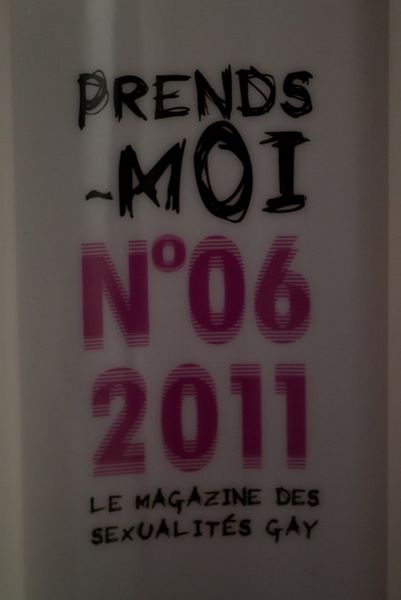 PRENDS
-MOI
N°06
2011
LE MAGAZINE DES
SEXUALITÉS GAY